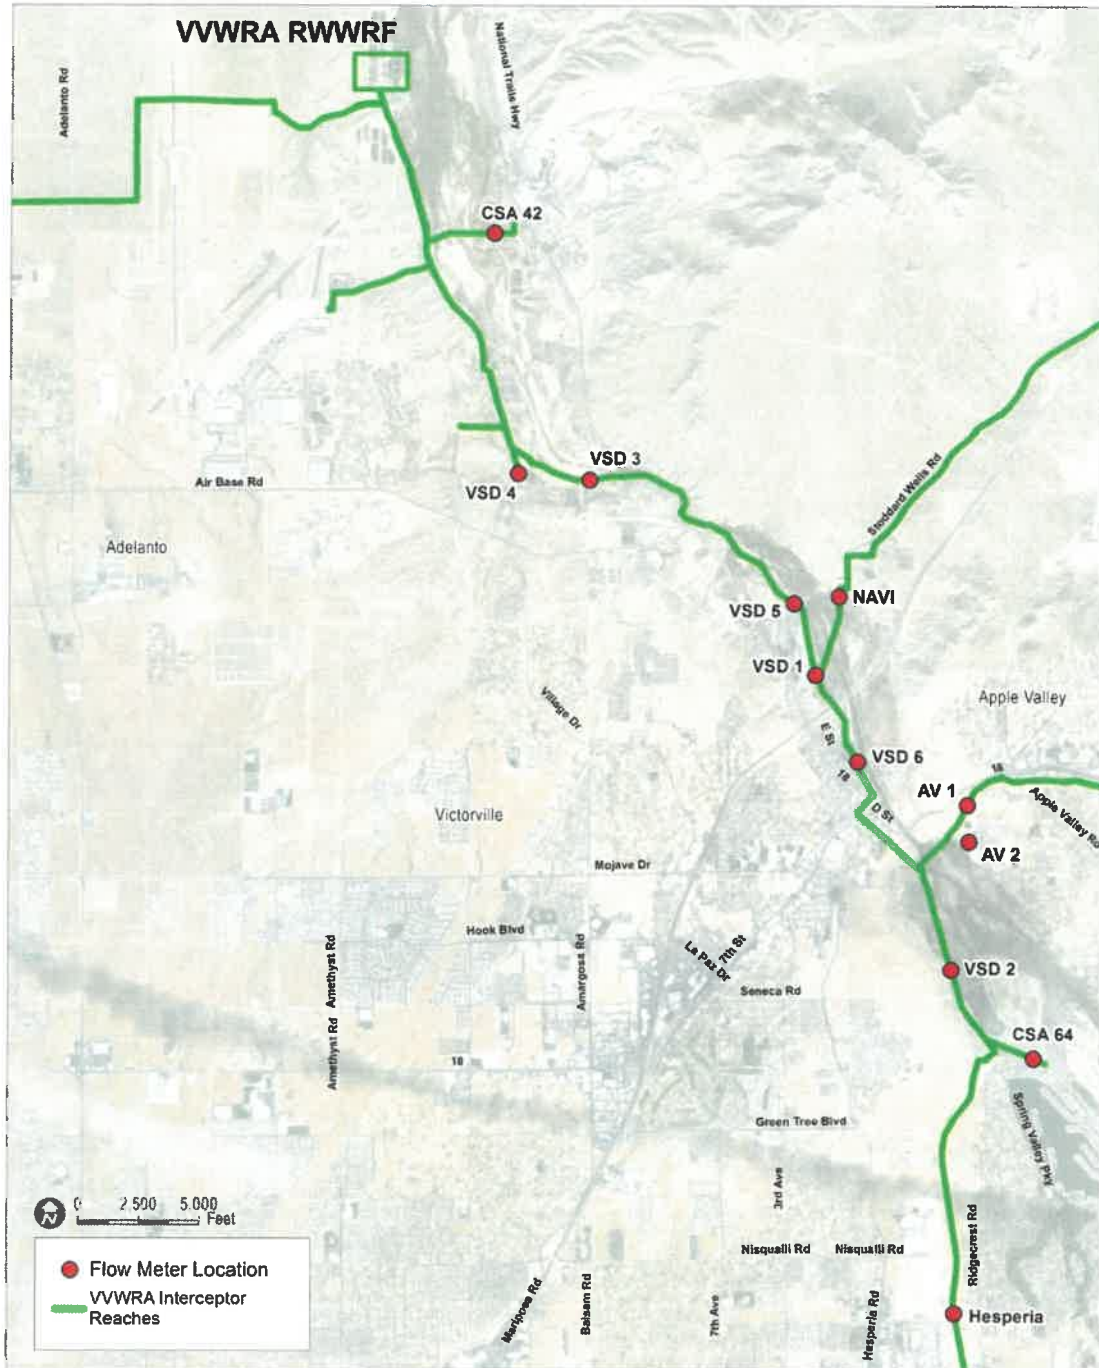 VVWRA RWWRF
National Trails Hwy
Adelanto Rd
CSA 42
VSD 3
VSD 4
Air Base Rd
Stoddard Wells Rd
Adelanto
NAVI
VSD 5
VSD 1
Village Dr
Apple Valley
E St
VSD 6
18
18
AV 1
D St
Apple Valley Rd
Victorville
AV 2
Mojave Dr
Hook Blvd
Amethyst Rd
Amargosa Rd
7th St
La Paz Dr
VSD 2
Seneca Rd
Amethyst Rd
CSA 64
18
Spring Valley Pky
Green Tree Blvd
3rd Ave
0 2.500 5.000
Feet
Ridgecrest Rd
Nisqualli Rd
Nisqualli Rd
Flow Meter Location
VVWRA Interceptor
Reaches
Mariposa Rd
Balsam Rd
7th Ave
Hesperia Rd
Hesperia